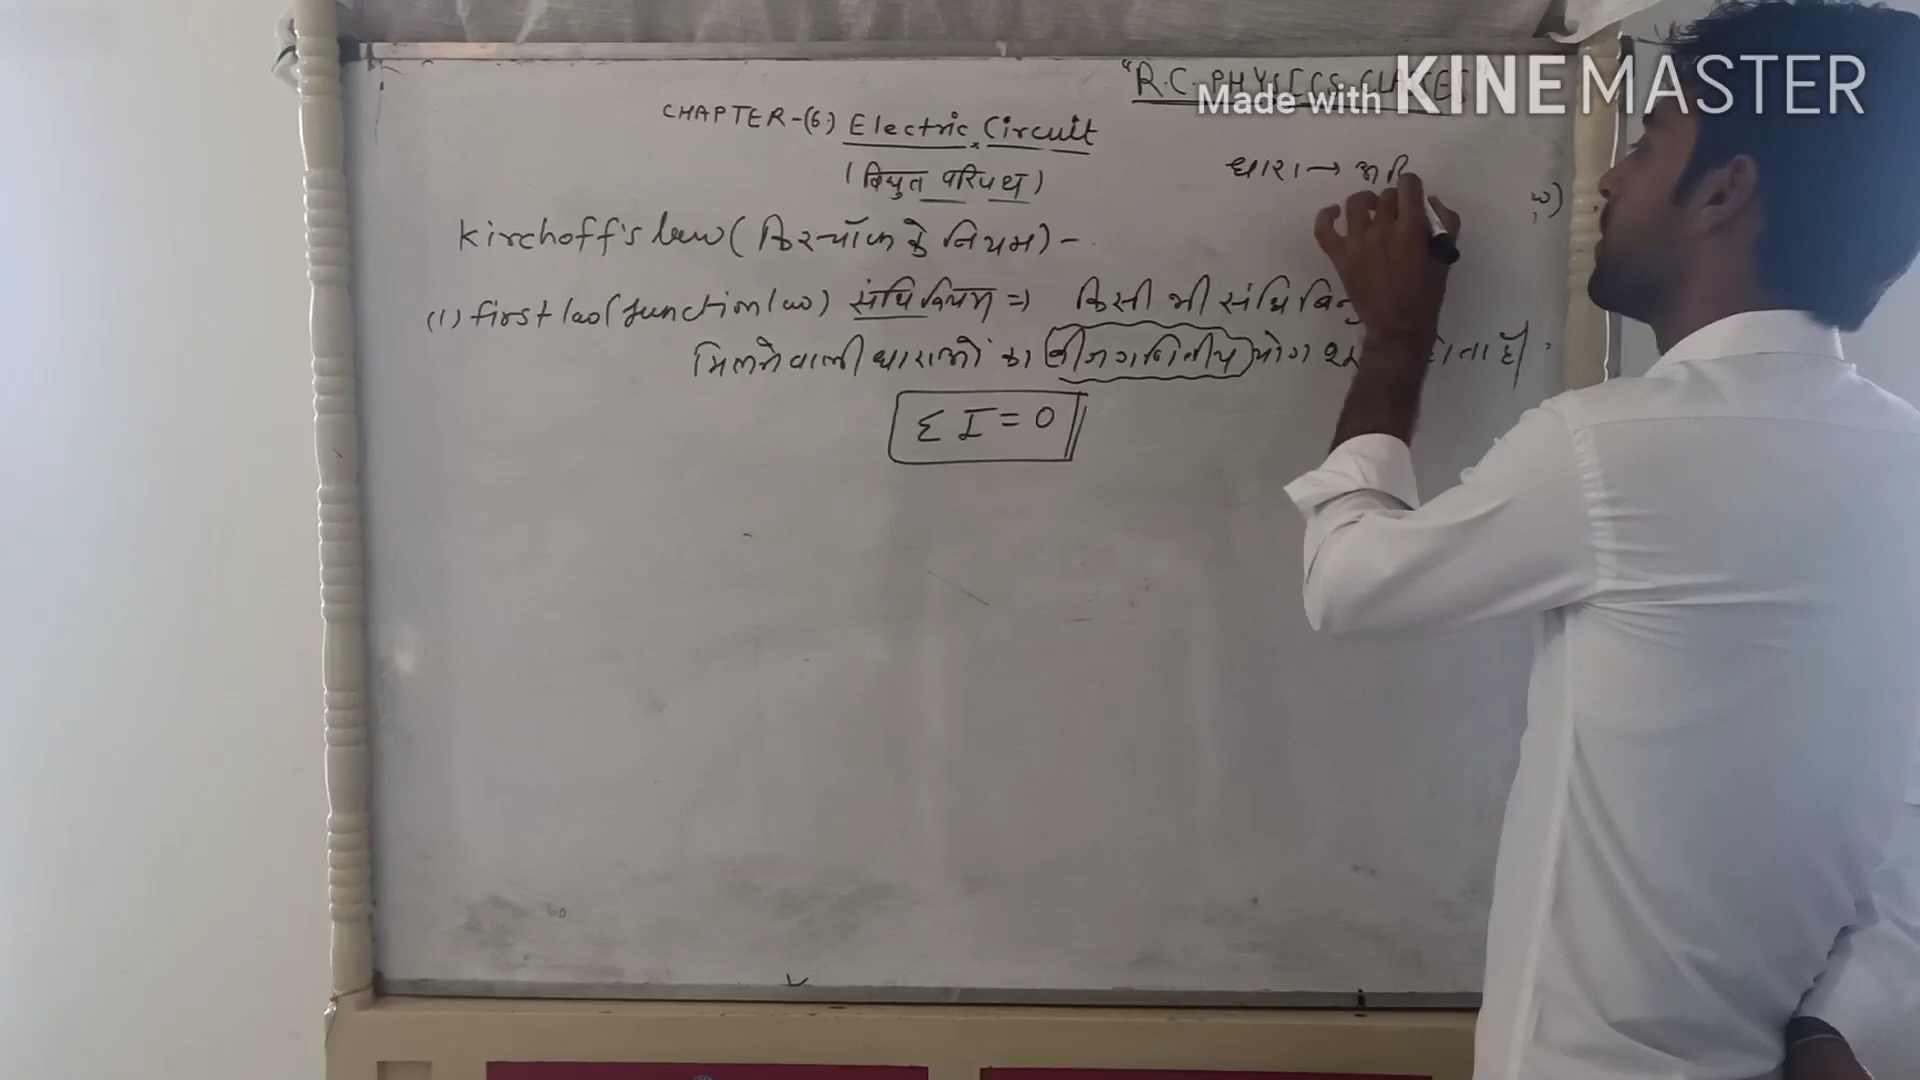 "R.C. PHYSICS CLASSES
Made with KINEMASTER
CHAPTER-(6.) Electric Circuit
(विद्युत परिपथ)
धारा → अ
Kirchoff's law (किरचॉफ के नियम) -
(1) first law (Junction law) संधि नियम => किसी भी संधि बिन्दु
मिलने वाली धाराओं का बीजगणितीय योग होता है
Σ I = 0